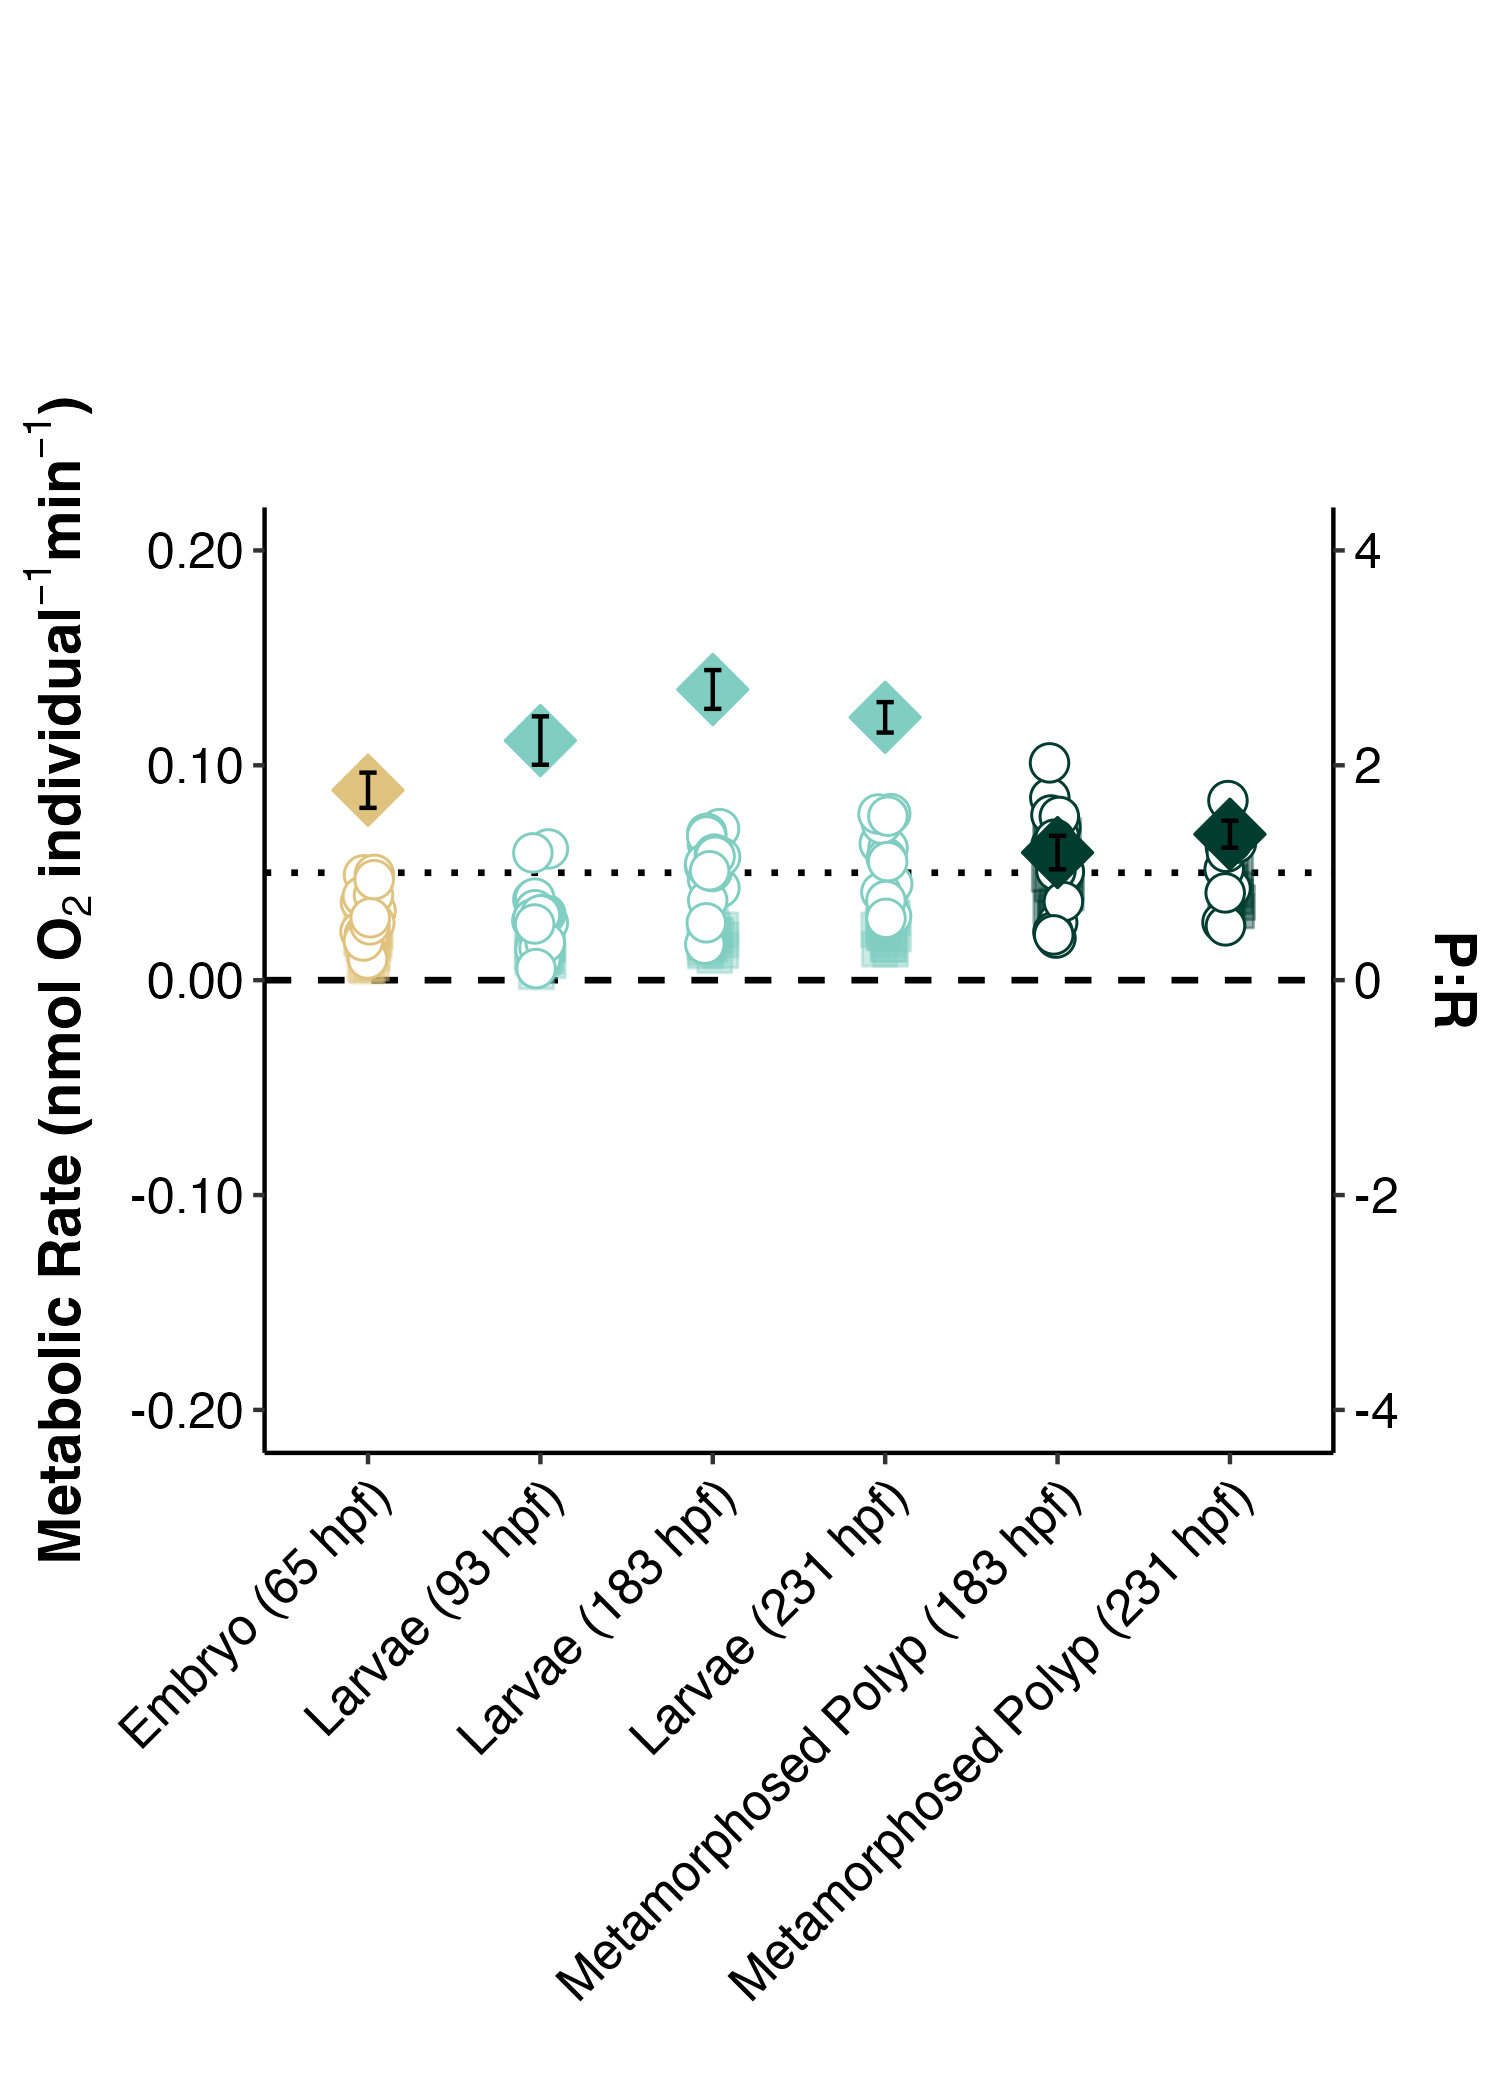 Metabolic Rate (nmol O₂ individual⁻¹min⁻¹)
0.20
0.10
0.00
-0.10
-0.20
4
2
0
-2
-4
P:R
Embryo (65 hpf)
Larvae (93 hpf)
Larvae (183 hpf)
Larvae (231 hpf)
Metamorphosed Polyp (183 hpf)
Metamorphosed Polyp (231 hpf)